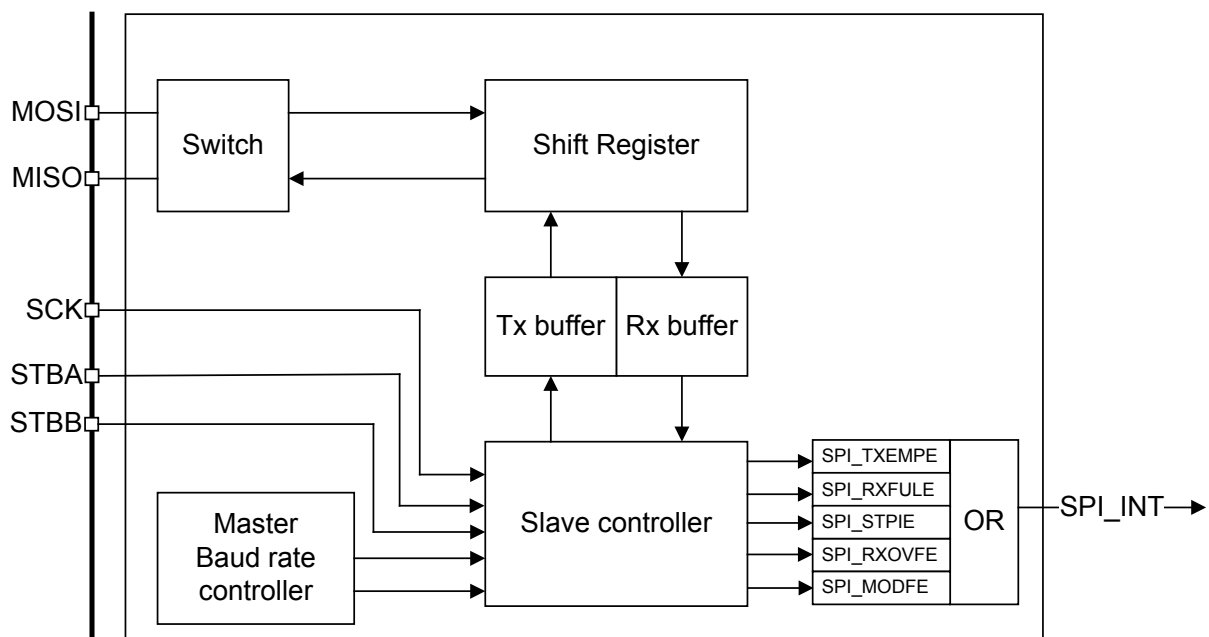 MOSI
MISO
Switch
Shift Register
SCK
STBA
STBB
Tx buffer
Rx buffer
Master
Baud rate
controller
Slave controller
SPI_TXEMPE
SPI_RXFULE
SPI_STPIE
SPI_RXOVFE
SPI_MODFE
OR
SPI_INT